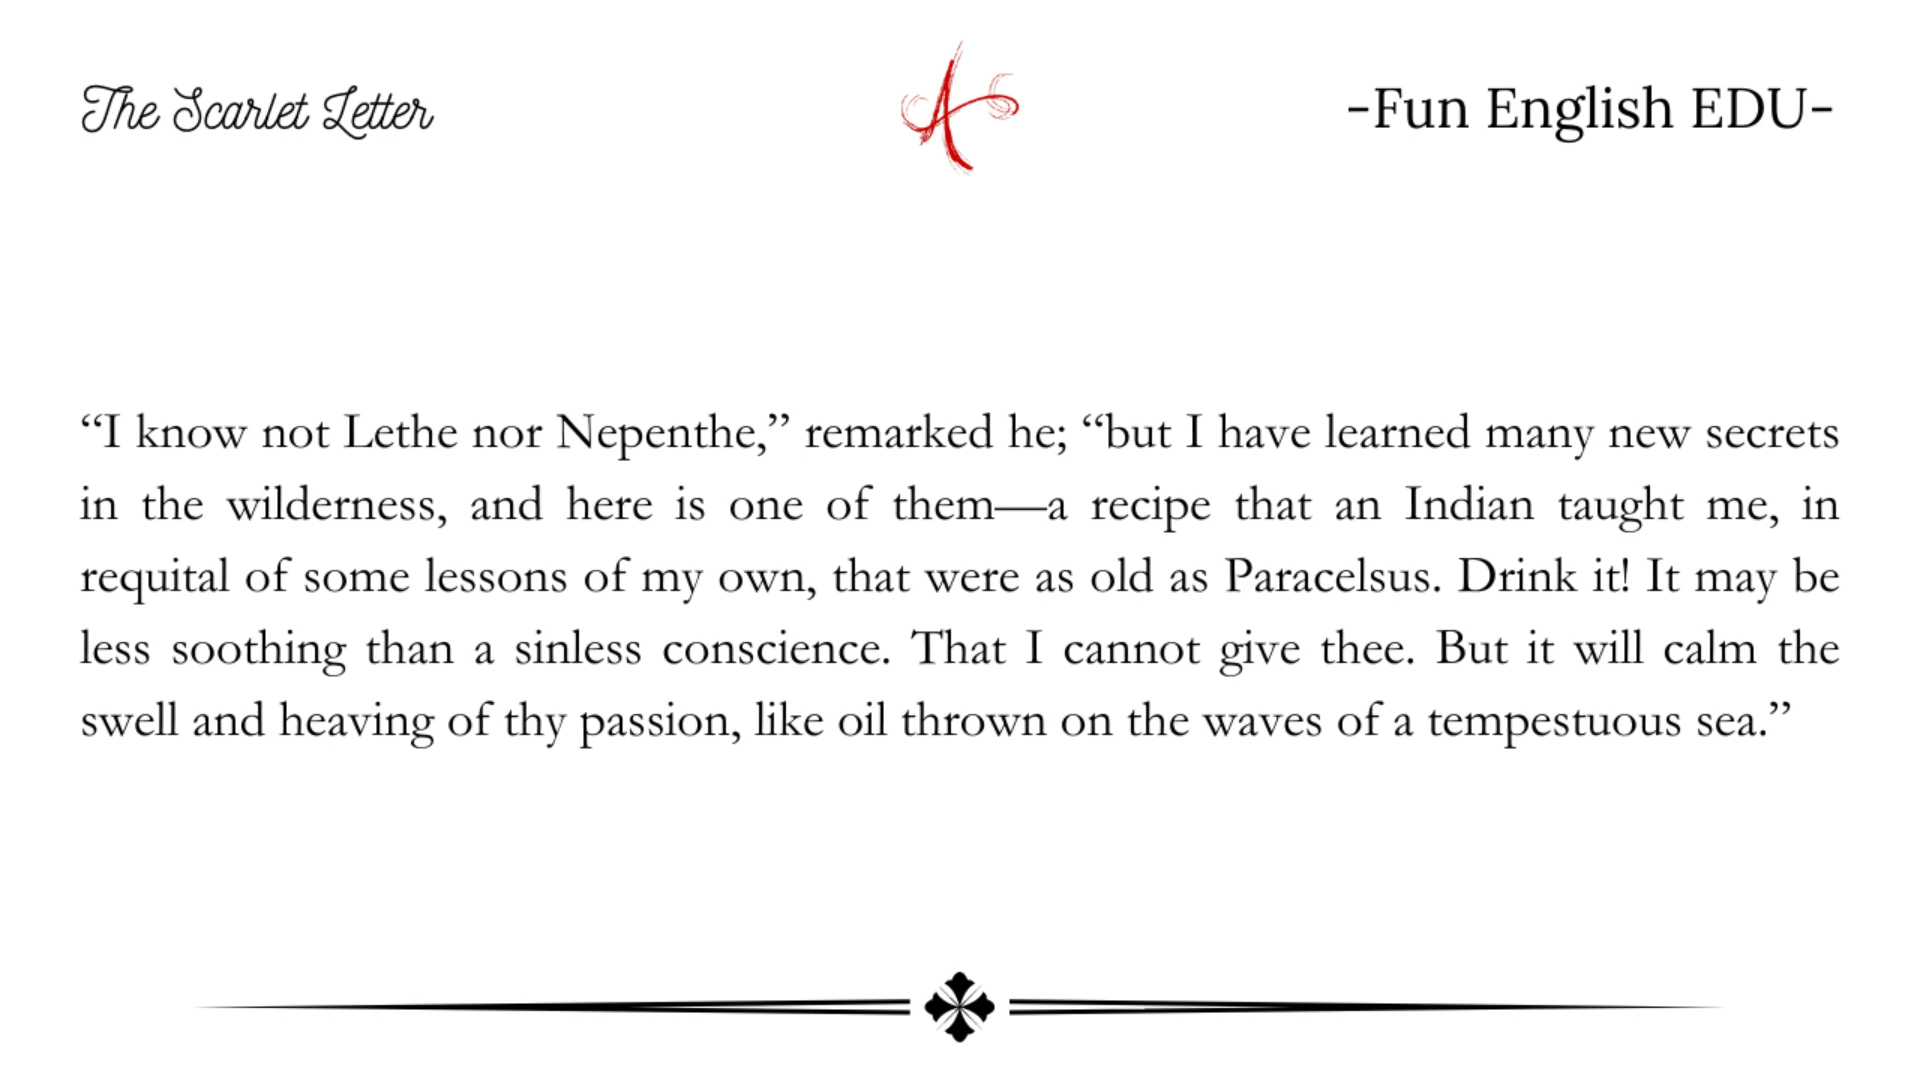 The Scarlet Letter
A
-Fun English EDU-
“I know not Lethe nor Nepenthe,” remarked he; “but I have learned many new secrets
in the wilderness, and here is one of them—a recipe that an Indian taught me, in
requital of some lessons of my own, that were as old as Paracelsus. Drink it! It may be
less soothing than a sinless conscience. That I cannot give thee. But it will calm the
swell and heaving of thy passion, like oil thrown on the waves of a tempestuous sea.”